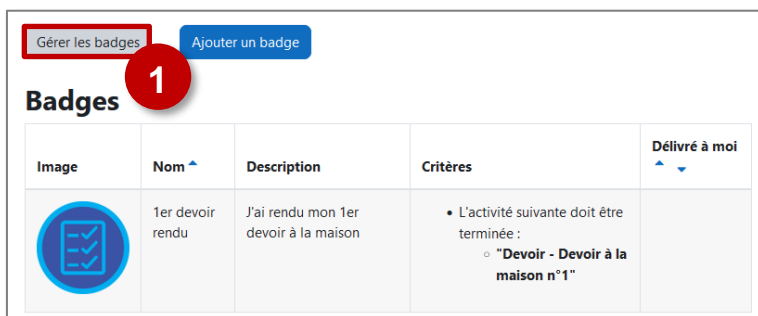 Gérer les badges
Ajouter un badge
1
Badges
Image
Nom
Description
Critères
Délivré à moi
1er devoir
rendu
J'ai rendu mon 1er
devoir à la maison
• L'activité suivante doit être
terminée :
○ "Devoir - Devoir à la
maison n°1"